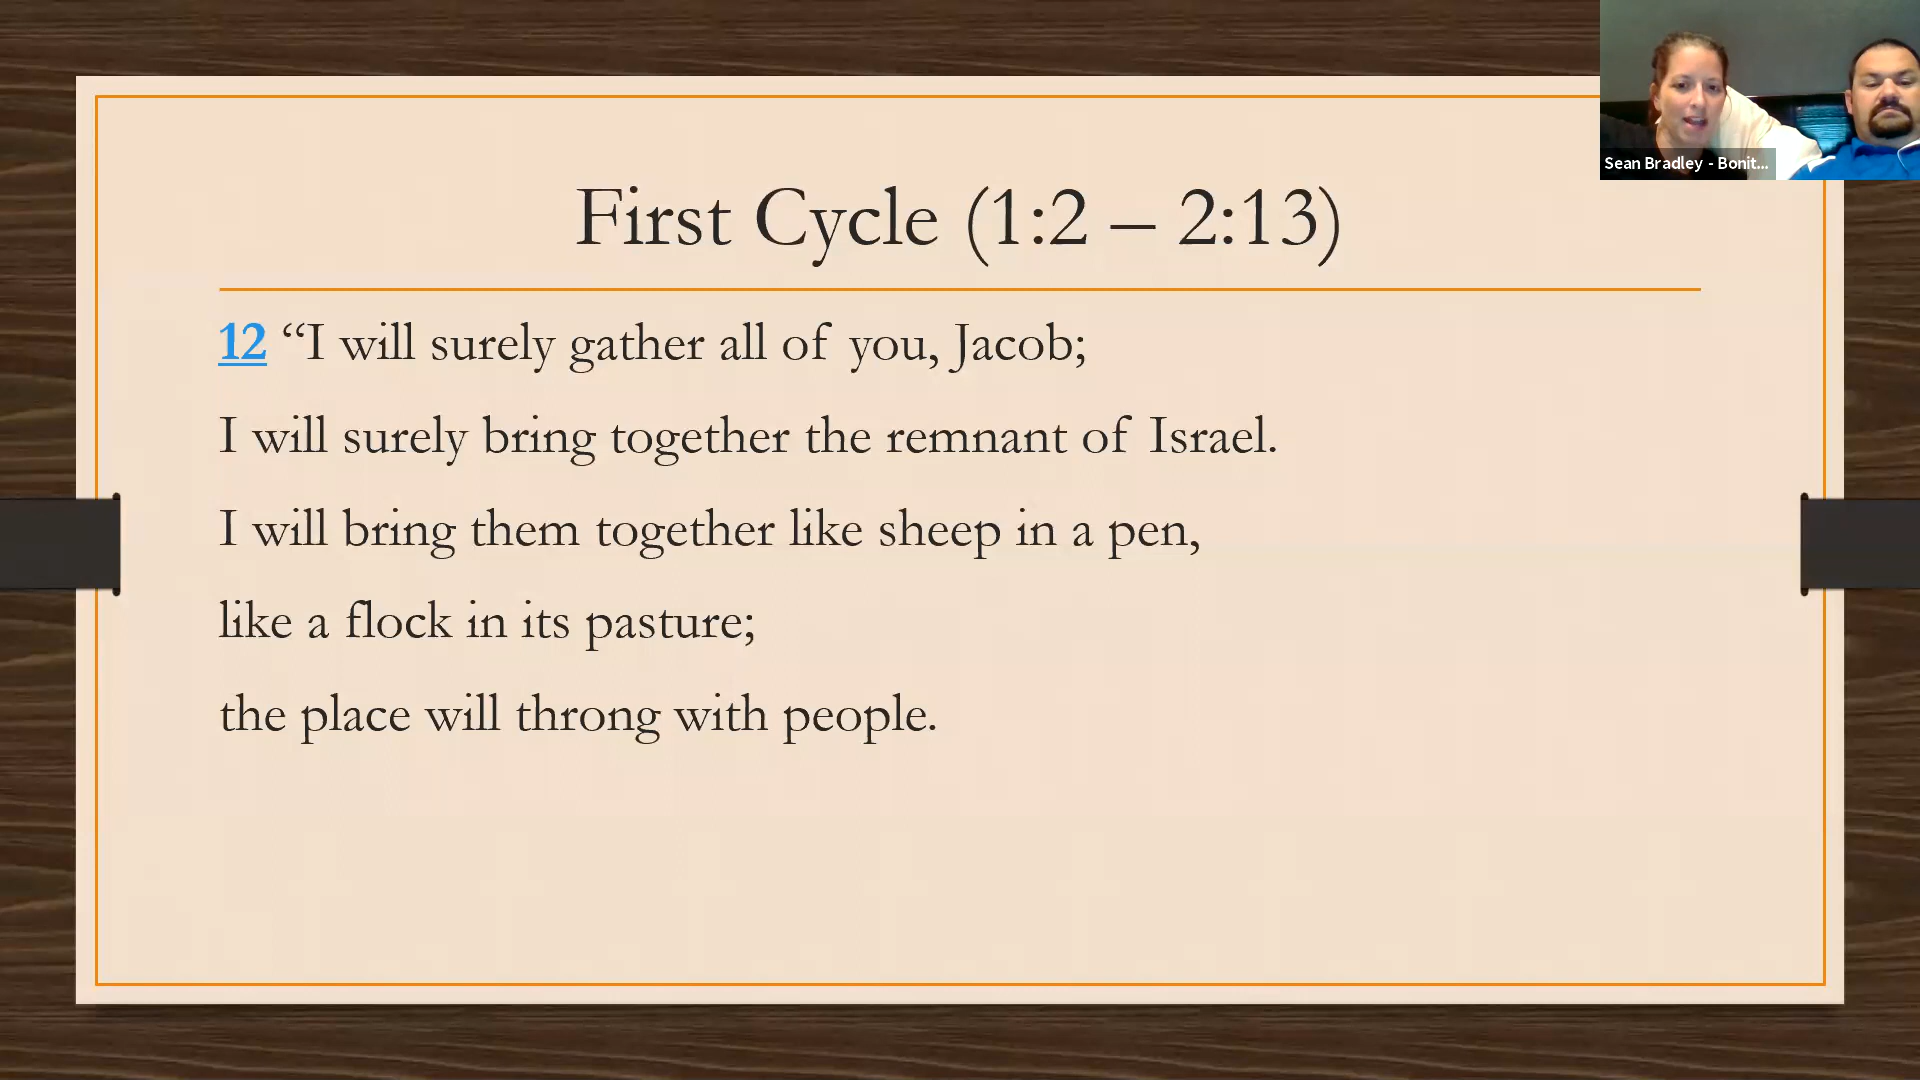 Sean Bradley - Bonit...
First Cycle (1:2 – 2:13)
12 “I will surely gather all of you, Jacob;
I will surely bring together the remnant of Israel.
I will bring them together like sheep in a pen,
like a flock in its pasture;
the place will throng with people.